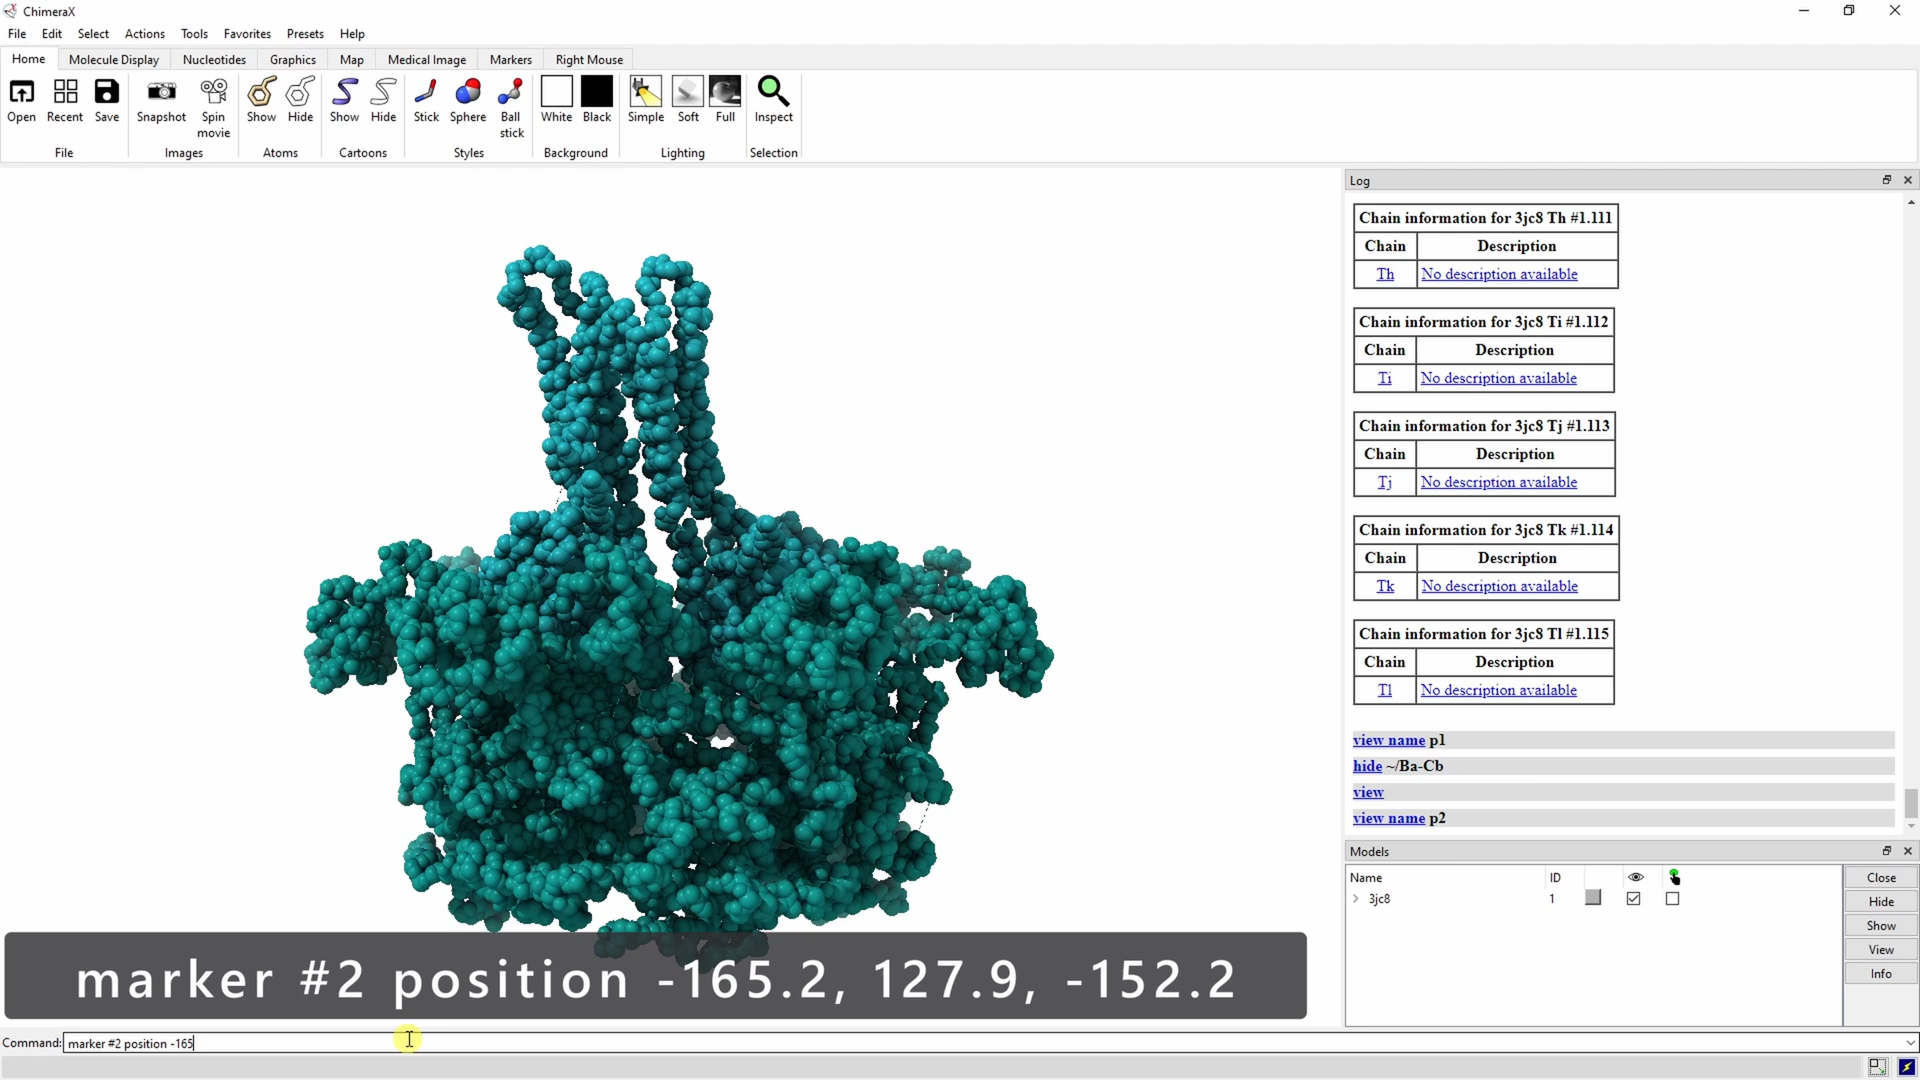 ChimeraX
File Edit Select Actions Tools Favorites Presets Help
Home Molecule Display Nucleotides Graphics Map Medical Image Markers Right Mouse
Open Recent Save Snapshot Spin movie Show Hide Show Hide Stick Sphere Ball stick White Black Simple Soft Full Inspect
File Images Atoms Cartoons Styles Background Lighting Selection
Log
Chain information for 3jc8 Th #1.111
Chain Description
Th No description available
Chain information for 3jc8 Ti #1.112
Chain Description
Ti No description available
Chain information for 3jc8 Tj #1.113
Chain Description
Tj No description available
Chain information for 3jc8 Tk #1.114
Chain Description
Tk No description available
Chain information for 3jc8 Tl #1.115
Chain Description
Tl No description available
view name p1
hide ~/Ba-Cb
view
view name p2
Models
Name ID
3jc8 1
Close
Hide
Show
View
Info
marker #2 position -165.2, 127.9, -152.2
Command: marker #2 position -165